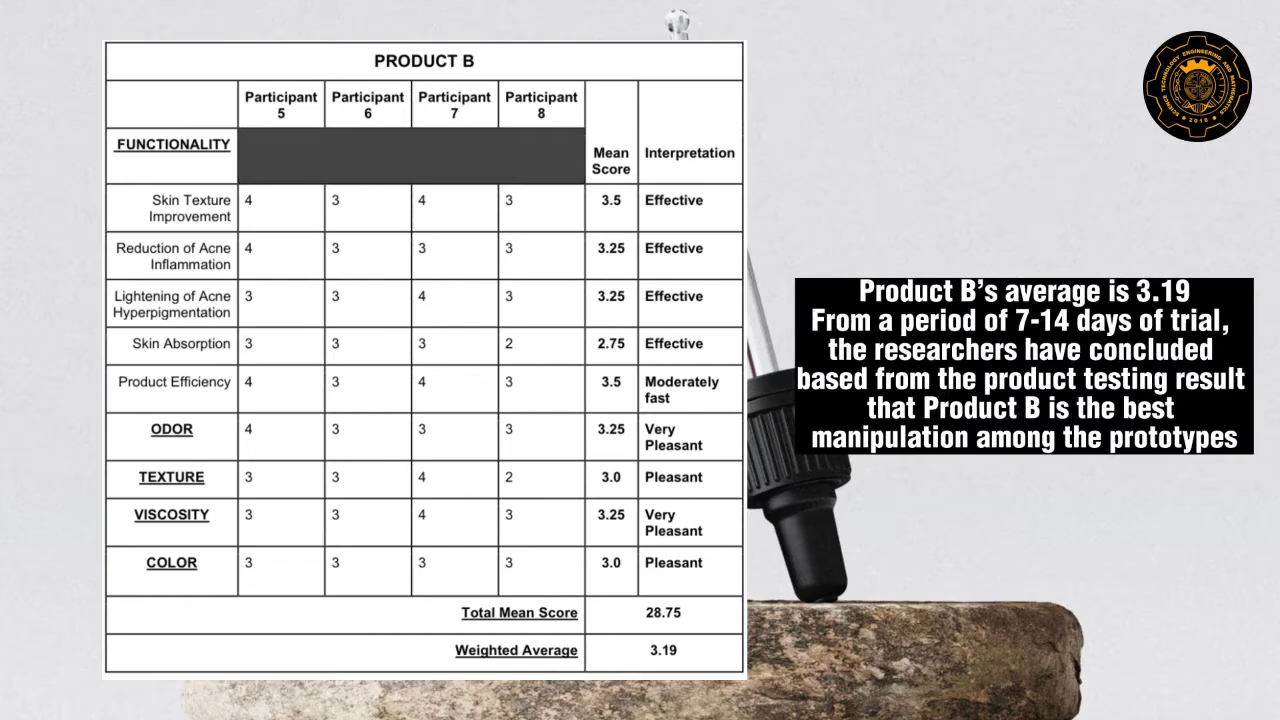 PRODUCT B
Participant 5 Participant 6 Participant 7 Participant 8 Mean Score Interpretation
FUNCTIONALITY
Skin Texture Improvement 4 3 4 3 3.5 Effective
Reduction of Acne Inflammation 4 3 3 3 3.25 Effective
Lightening of Acne Hyperpigmentation 3 3 4 3 3.25 Effective
Skin Absorption 3 3 3 2 2.75 Effective
Product Efficiency 4 3 4 3 3.5 Moderately fast
ODOR 4 3 3 3 3.25 Very Pleasant
TEXTURE 3 3 4 2 3.0 Pleasant
VISCOSITY 3 3 4 3 3.25 Very Pleasant
COLOR 3 3 3 3 3.0 Pleasant
Total Mean Score 28.75
Weighted Average 3.19
SCIENCE TECHNOLOGY ENGINEERING AND MATHEMATICS
2018
Product B’s average is 3.19
From a period of 7-14 days of trial,
the researchers have concluded
based from the product testing result
that Product B is the best
manipulation among the prototypes